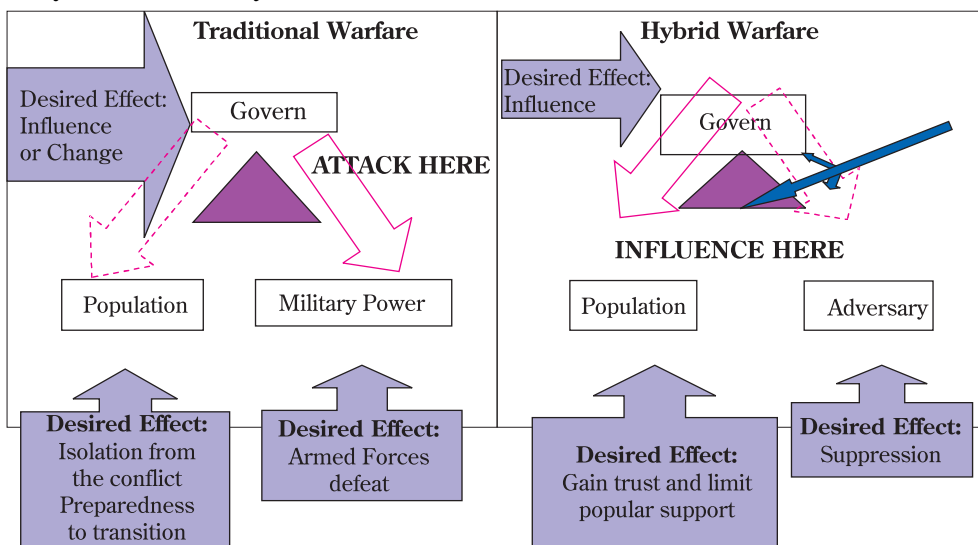 Traditional Warfare
Desired Effect:
Influence
or Change
Govern
ATTACK HERE
Population
Military Power
Desired Effect:
Isolation from
the conflict
Preparedness
to transition
Desired Effect:
Armed Forces
defeat
Hybrid Warfare
Desired Effect:
Influence
Govern
INFLUENCE HERE
Population
Adversary
Desired Effect:
Gain trust and limit
popular support
Desired Effect:
Suppression